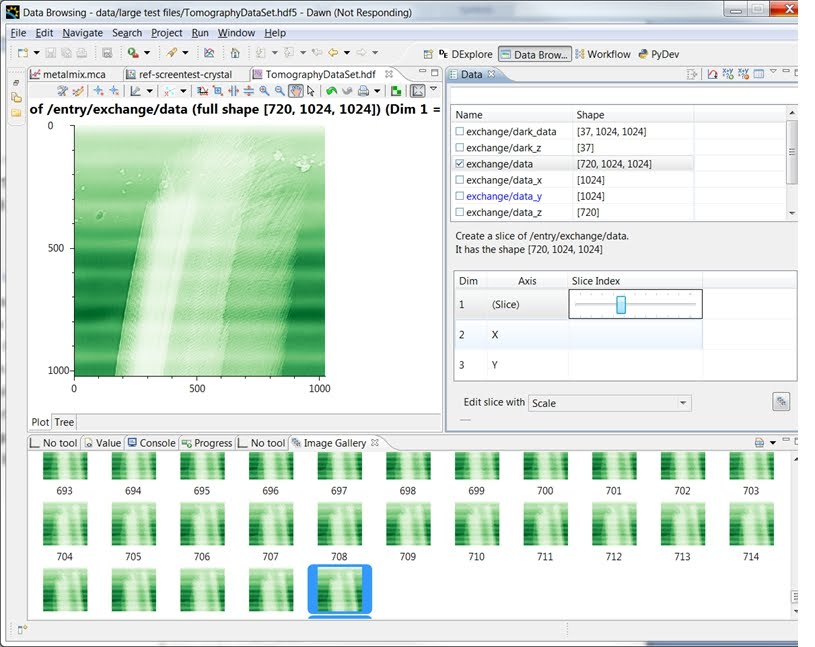 Data Browsing - data/large test files/TomographyDataSet.hdf5 - Dawn (Not Responding)
File Edit Navigate Search Project Run Window Help
DExplore Data Brow... Workflow PyDev
metalmix.mca ref-screentest-crystal TomographyDataSet.hdf
Data
of /entry/exchange/data (full shape [720, 1024, 1024]) (Dim 1 =
0
500
1000
0 500 1000
Plot Tree
Name Shape
exchange/dark_data [37, 1024, 1024]
exchange/dark_z [37]
exchange/data [720, 1024, 1024]
exchange/data_x [1024]
exchange/data_y [1024]
exchange/data_z [720]
Create a slice of /entry/exchange/data.
It has the shape [720, 1024, 1024]
Dim Axis Slice Index
1 (Slice)
2 X
3 Y
Edit slice with Scale
No tool Value Console Progress No tool Image Gallery
693 694 695 696 697 698 699 700 701 702 703
704 705 706 707 708 709 710 711 712 713 714